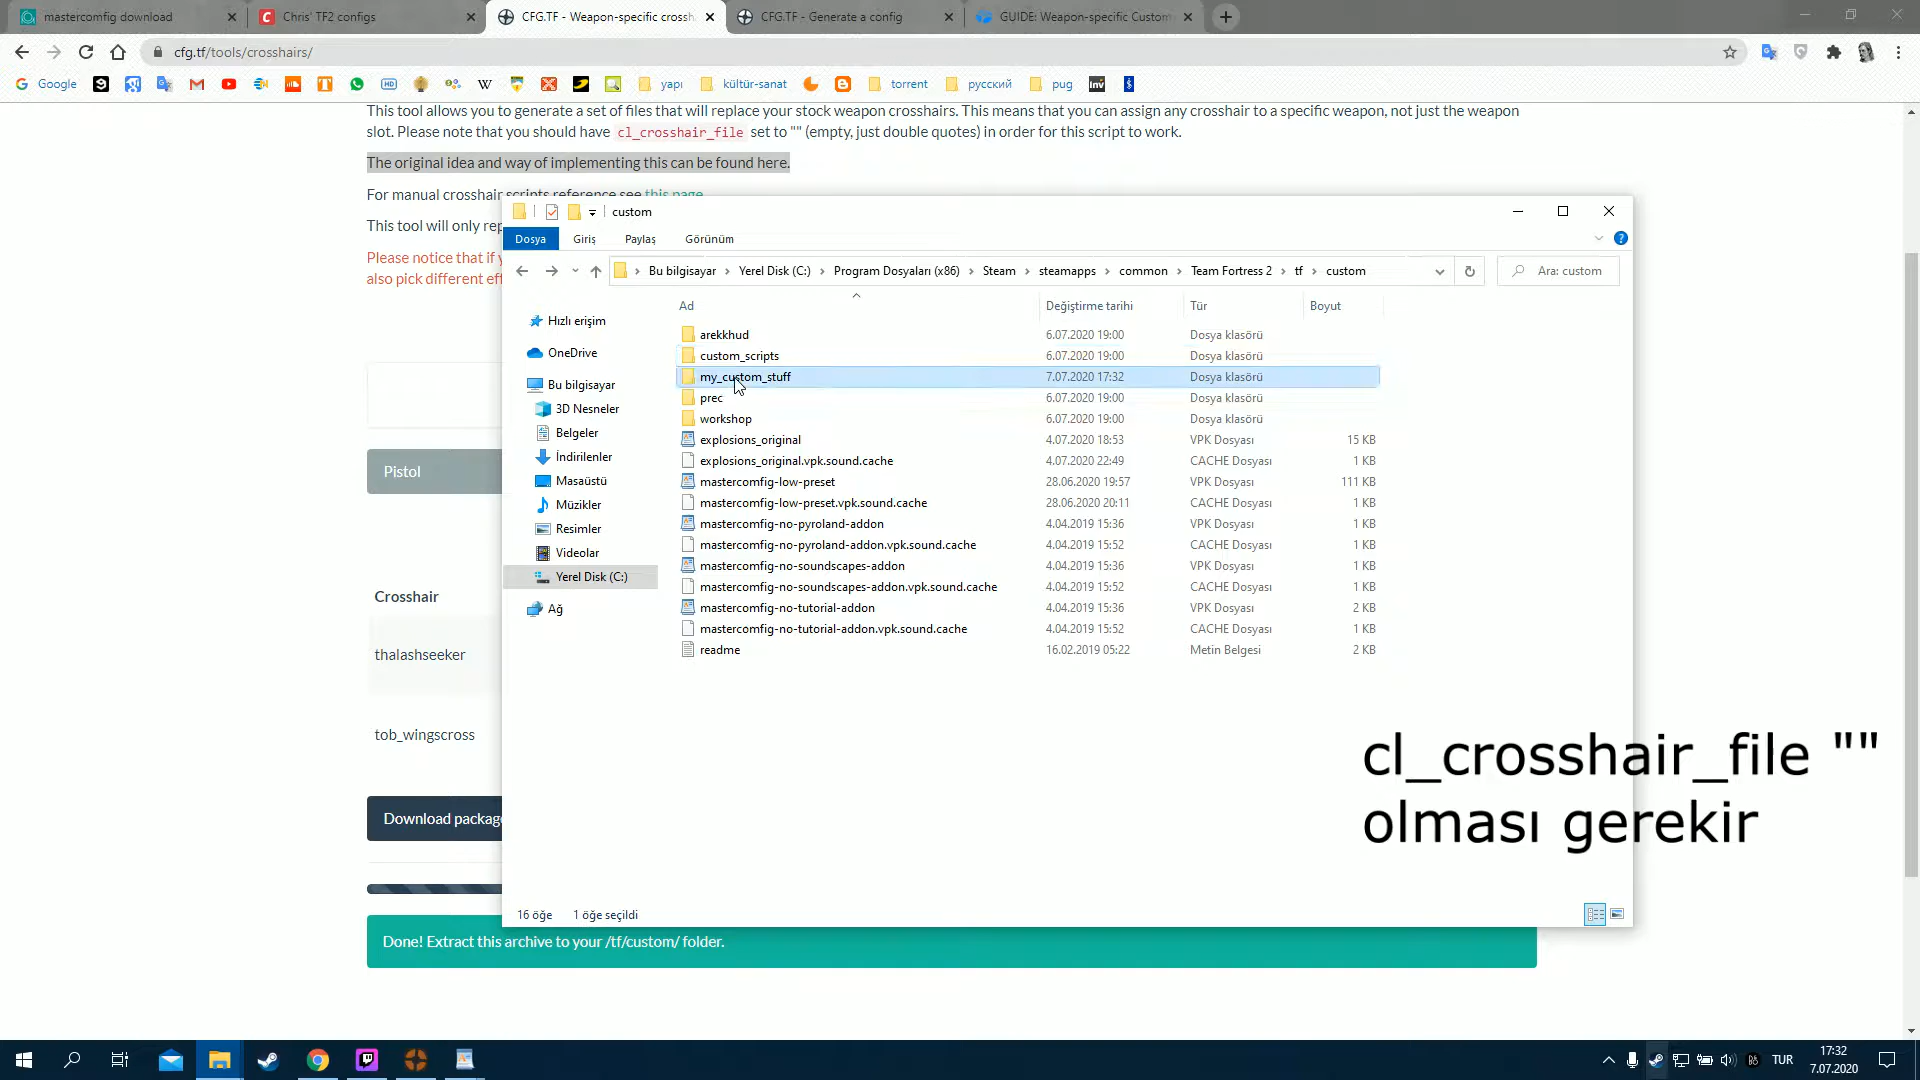 mastercomfig download
Chris' TF2 configs
CFG.TF - Weapon-specific crossh
CFG.TF - Generate a config
GUIDE: Weapon-specific Custom
cfg.tf/tools/crosshairs/
Google
yapı
kültür-sanat
torrent
русский
pug
This tool allows you to generate a set of files that will replace your stock weapon crosshairs. This means that you can assign any crosshair to a specific weapon, not just the weapon
slot. Please note that you should have cl_crosshair_file set to "" (empty, just double quotes) in order for this script to work.
The original idea and way of implementing this can be found here.
For manual crosshair scripts reference see this page.
This tool will only rep
Please notice that if y
also pick different eff
Pistol
Crosshair
thalashseeker
tob_wingscross
Download package
Done! Extract this archive to your /tf/custom/ folder.
custom
Dosya
Giriş
Paylaş
Görünüm
Bu bilgisayar
Yerel Disk (C:)
Program Dosyaları (x86)
Steam
steamapps
common
Team Fortress 2
tf
custom
Ara: custom
Hızlı erişim
OneDrive
Bu bilgisayar
3D Nesneler
Belgeler
İndirilenler
Masaüstü
Müzikler
Resimler
Videolar
Yerel Disk (C:)
Ağ
Ad Değiştirme tarihi Tür Boyut
arekkhud 6.07.2020 19:00 Dosya klasörü
custom_scripts 6.07.2020 19:00 Dosya klasörü
my_custom_stuff 7.07.2020 17:32 Dosya klasörü
prec 6.07.2020 19:00 Dosya klasörü
workshop 6.07.2020 19:00 Dosya klasörü
explosions_original 4.07.2020 18:53 VPK Dosyası 15 KB
explosions_original.vpk.sound.cache 4.07.2020 22:49 CACHE Dosyası 1 KB
mastercomfig-low-preset 28.06.2020 19:57 VPK Dosyası 111 KB
mastercomfig-low-preset.vpk.sound.cache 28.06.2020 20:11 CACHE Dosyası 1 KB
mastercomfig-no-pyroland-addon 4.04.2019 15:36 VPK Dosyası 1 KB
mastercomfig-no-pyroland-addon.vpk.sound.cache 4.04.2019 15:52 CACHE Dosyası 1 KB
mastercomfig-no-soundscapes-addon 4.04.2019 15:36 VPK Dosyası 1 KB
mastercomfig-no-soundscapes-addon.vpk.sound.cache 4.04.2019 15:52 CACHE Dosyası 1 KB
mastercomfig-no-tutorial-addon 4.04.2019 15:36 VPK Dosyası 2 KB
mastercomfig-no-tutorial-addon.vpk.sound.cache 4.04.2019 15:52 CACHE Dosyası 1 KB
readme 16.02.2019 05:22 Metin Belgesi 2 KB
16 öğe
1 öğe seçildi
cl_crosshair_file ""
olması gerekir
TUR
17:32
7.07.2020